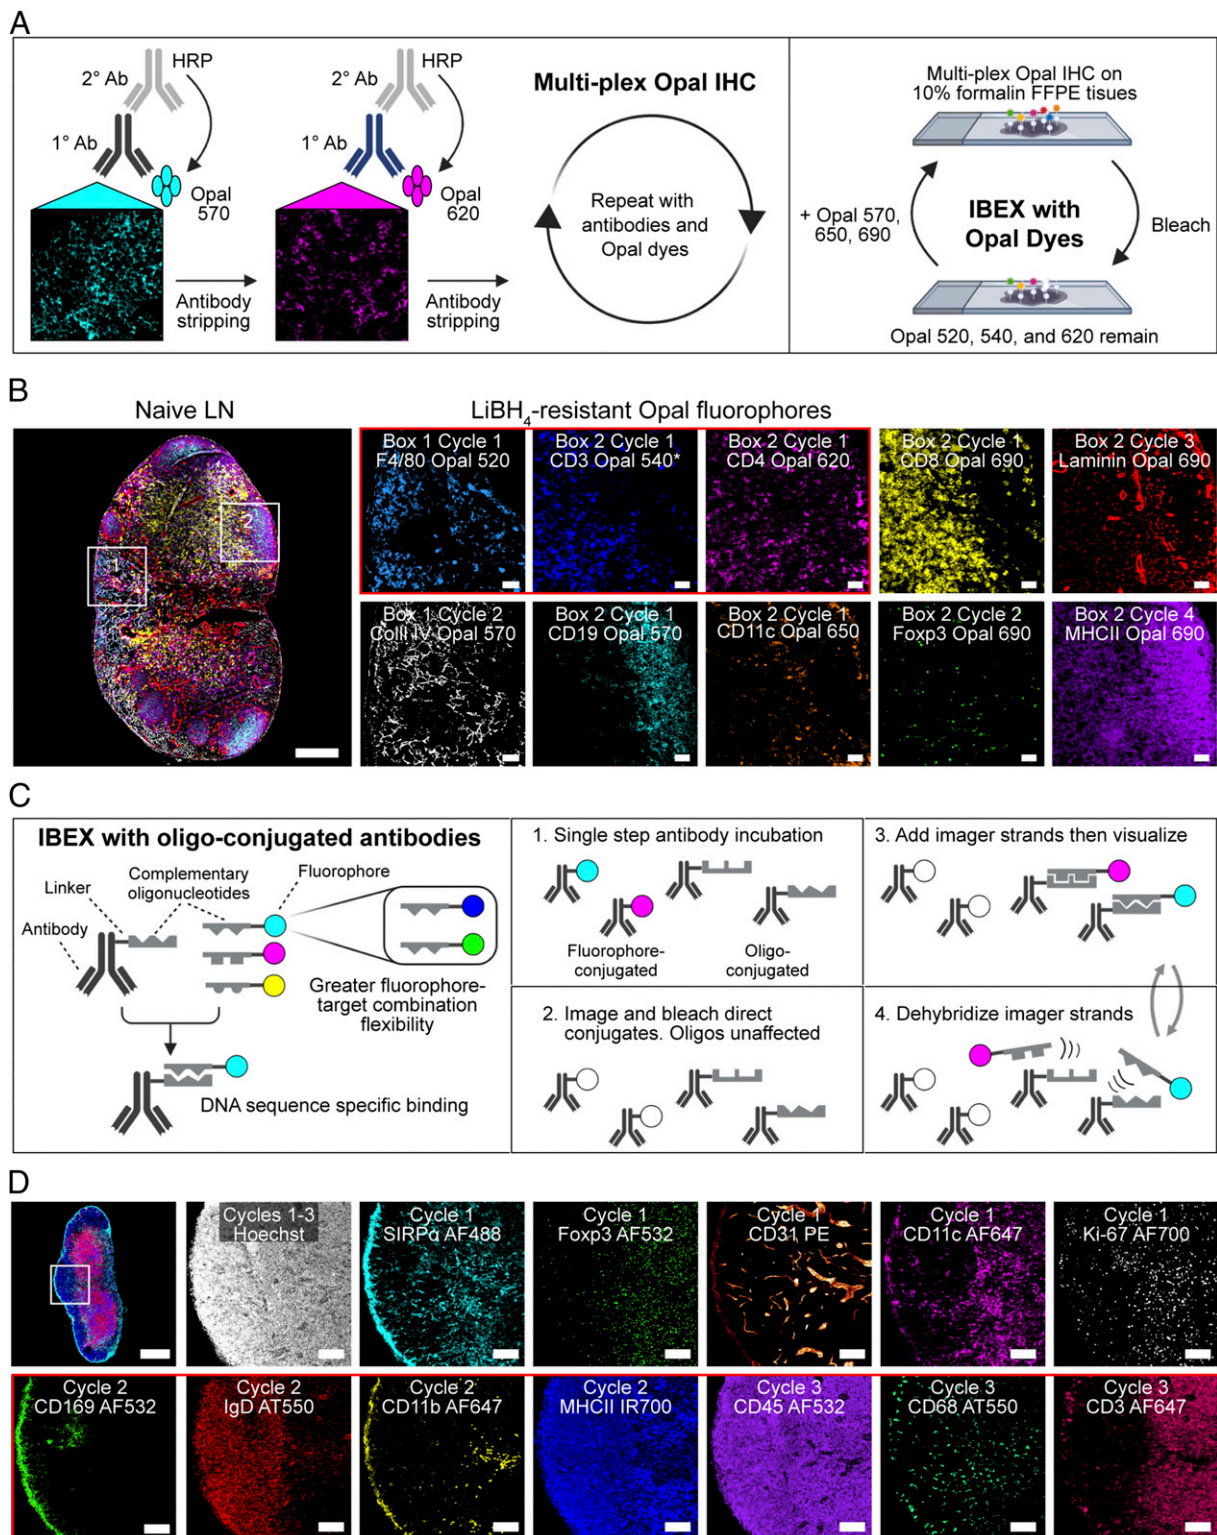 A
HRP
2° Ab
1° Ab
Opal
570
Antibody
stripping
HRP
2° Ab
1° Ab
Opal
620
Antibody
stripping
Multi-plex Opal IHC
Repeat with
antibodies and
Opal dyes
Multi-plex Opal IHC on
10% formalin FFPE tisues
+ Opal 570,
650, 690
IBEX with
Opal Dyes
Bleach
Opal 520, 540, and 620 remain
B
Naive LN
LiBH4-resistant Opal fluorophores
1
2
Box 1 Cycle 1
F4/80 Opal 520
Box 2 Cycle 1
CD3 Opal 540*
Box 2 Cycle 1
CD4 Opal 620
Box 2 Cycle 1
CD8 Opal 690
Box 2 Cycle 3
Laminin Opal 690
Box 1 Cycle 2
Colll IV Opal 570
Box 2 Cycle 1
CD19 Opal 570
Box 2 Cycle 1
CD11c Opal 650
Box 2 Cycle 2
Foxp3 Opal 690
Box 2 Cycle 4
MHCII Opal 690
C
IBEX with oligo-conjugated antibodies
Linker
Complementary
oligonucleotides
Fluorophore
Antibody
Greater fluorophore-
target combination
flexibility
DNA sequence specific binding
1. Single step antibody incubation
Fluorophore-
conjugated
Oligo-
conjugated
2. Image and bleach direct
conjugates. Oligos unaffected
3. Add imager strands then visualize
4. Dehybridize imager strands
D
Cycles 1-3
Hoechst
Cycle 1
SIRPα AF488
Cycle 1
Foxp3 AF532
Cycle 1
CD31 PE
Cycle 1
CD11c AF647
Cycle 1
Ki-67 AF700
Cycle 2
CD169 AF532
Cycle 2
IgD AT550
Cycle 2
CD11b AF647
Cycle 2
MHCII IR700
Cycle 3
CD45 AF532
Cycle 3
CD68 AT550
Cycle 3
CD3 AF647